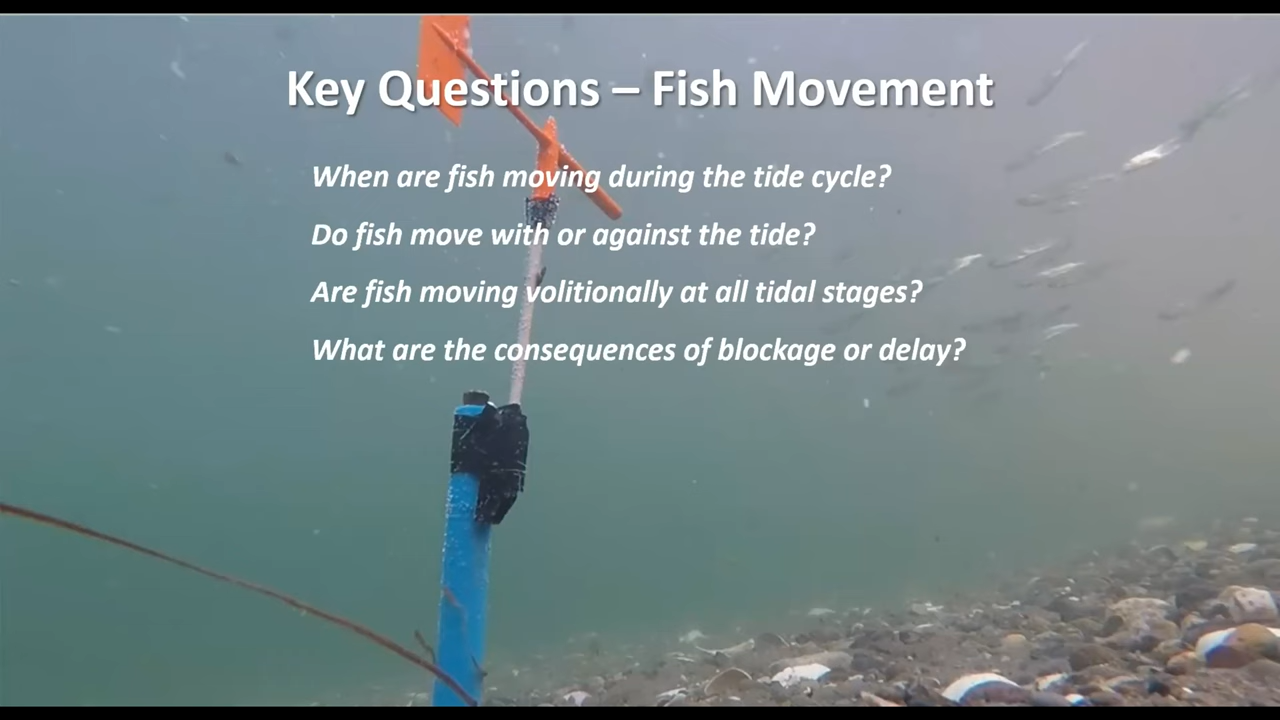 Key Questions – Fish Movement
When are fish moving during the tide cycle?
Do fish move with or against the tide?
Are fish moving volitionally at all tidal stages?
What are the consequences of blockage or delay?